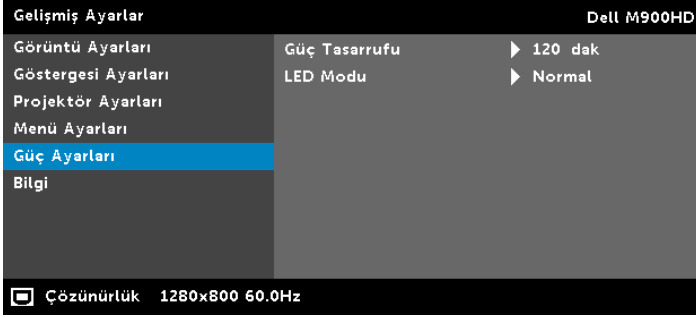 Gelişmiş Ayarlar Dell M900HD
Görüntü Ayarları Güç Tasarrufu 120 dak
Göstergesi Ayarları LED Modu Normal
Projektör Ayarları
Menü Ayarları
Güç Ayarları
Bilgi
Çözünürlük 1280x800 60.0Hz